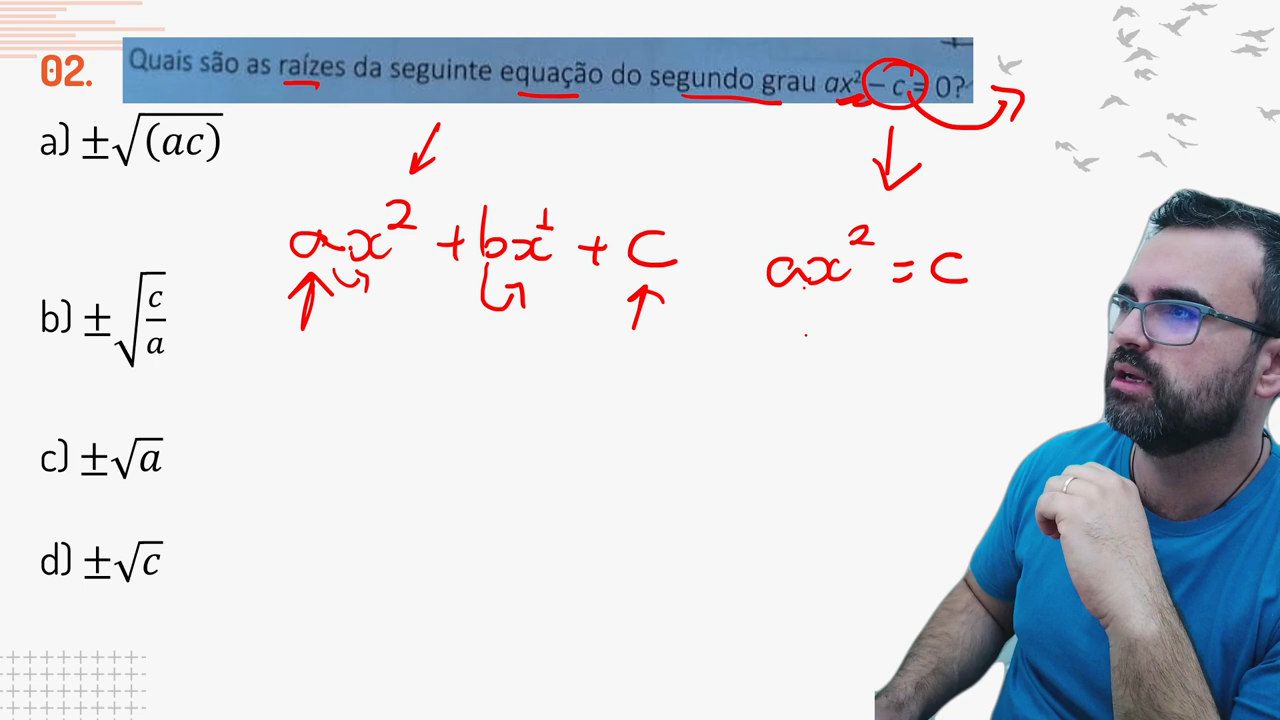 02. Quais são as raízes da seguinte equação do segundo grau ax² – c = 0?
a) ±√(ac)
b) ±√c/a
c) ±√a
d) ±√c
ax² + bx¹ + c
ax² = c